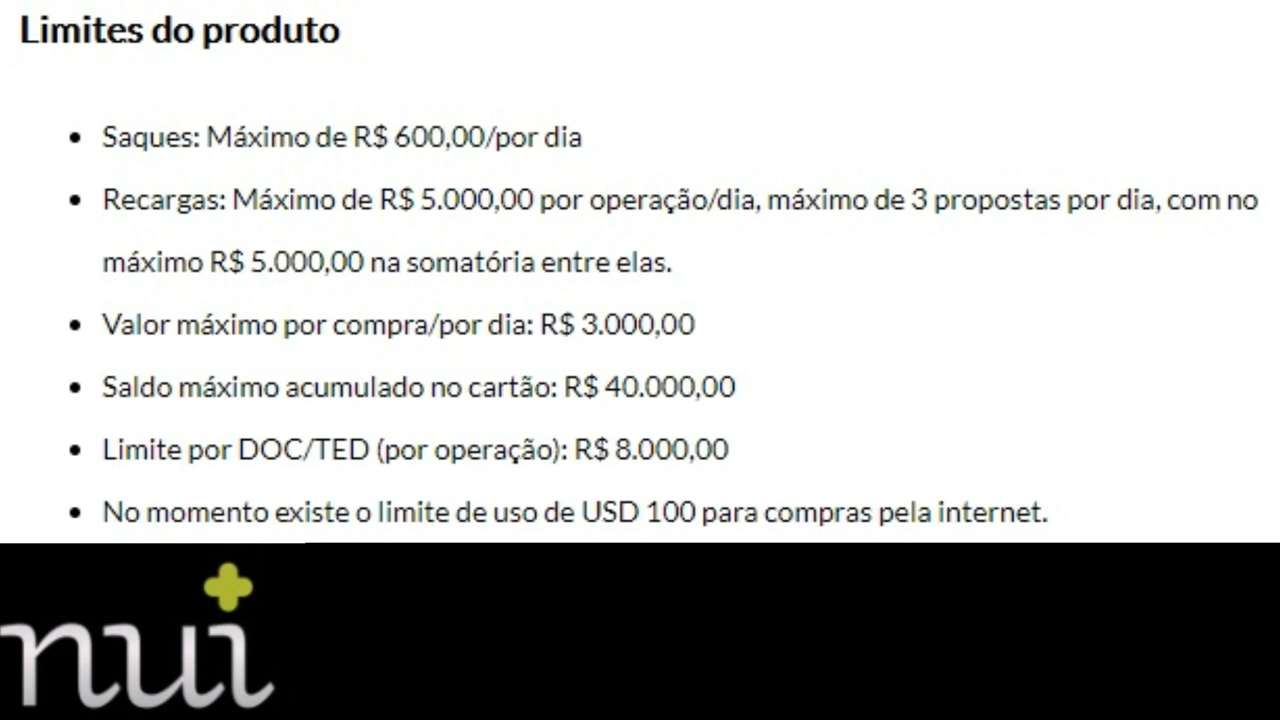 Limites do produto
• Saques: Máximo de R$ 600,00/por dia
• Recargas: Máximo de R$ 5.000,00 por operação/dia, máximo de 3 propostas por dia, com no
máximo R$ 5.000,00 na somatória entre elas.
• Valor máximo por compra/por dia: R$ 3.000,00
• Saldo máximo acumulado no cartão: R$ 40.000,00
• Limite por DOC/TED (por operação): R$ 8.000,00
• No momento existe o limite de uso de USD 100 para compras pela internet.
nui